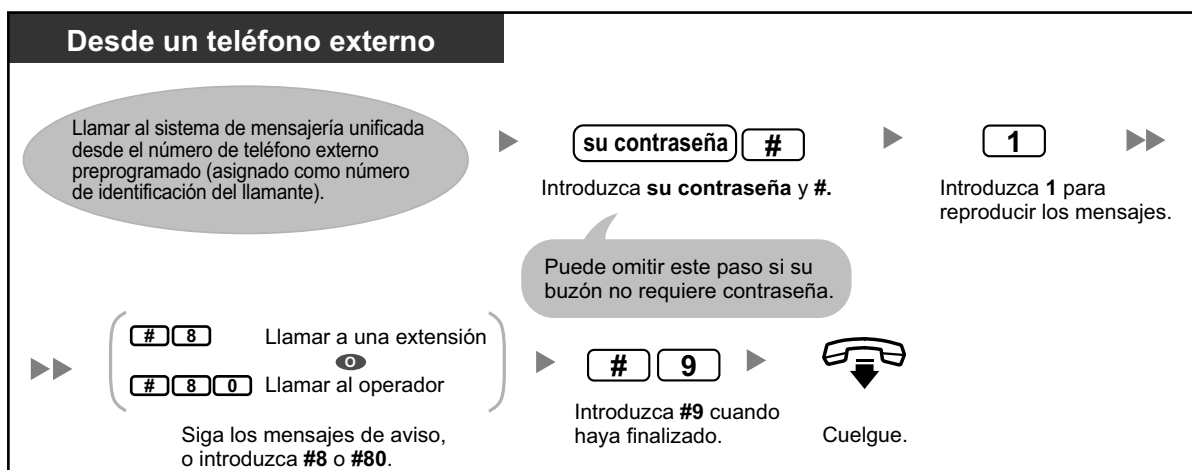 Desde un teléfono externo
Llamar al sistema de mensajería unificada
desde el número de teléfono externo
preprogramado (asignado como número
de identificación del llamante).
su contraseña #
Introduzca su contraseña y #.
Puede omitir este paso si su
buzón no requiere contraseña.
1
Introduzca 1 para
reproducir los mensajes.
# 8 Llamar a una extensión
O
# 8 0 Llamar al operador
Siga los mensajes de aviso,
o introduzca #8 o #80.
# 9
Introduzca #9 cuando
haya finalizado.
Cuelgue.